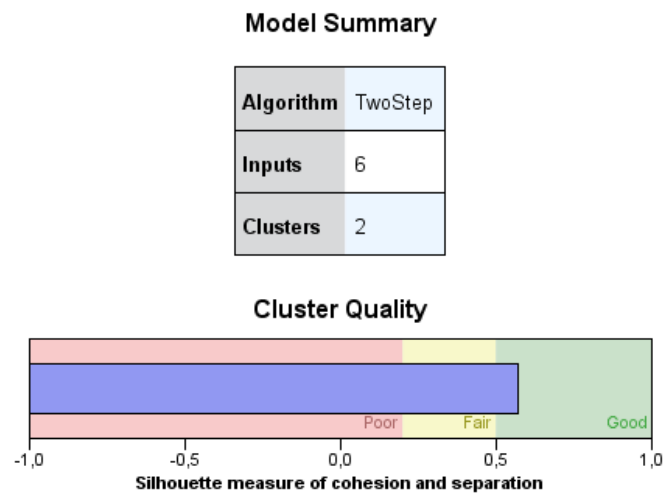 Model Summary
Algorithm TwoStep
Inputs 6
Clusters 2
Cluster Quality
Poor Fair Good
-1,0 -0,5 0,0 0,5 1,0
Silhouette measure of cohesion and separation